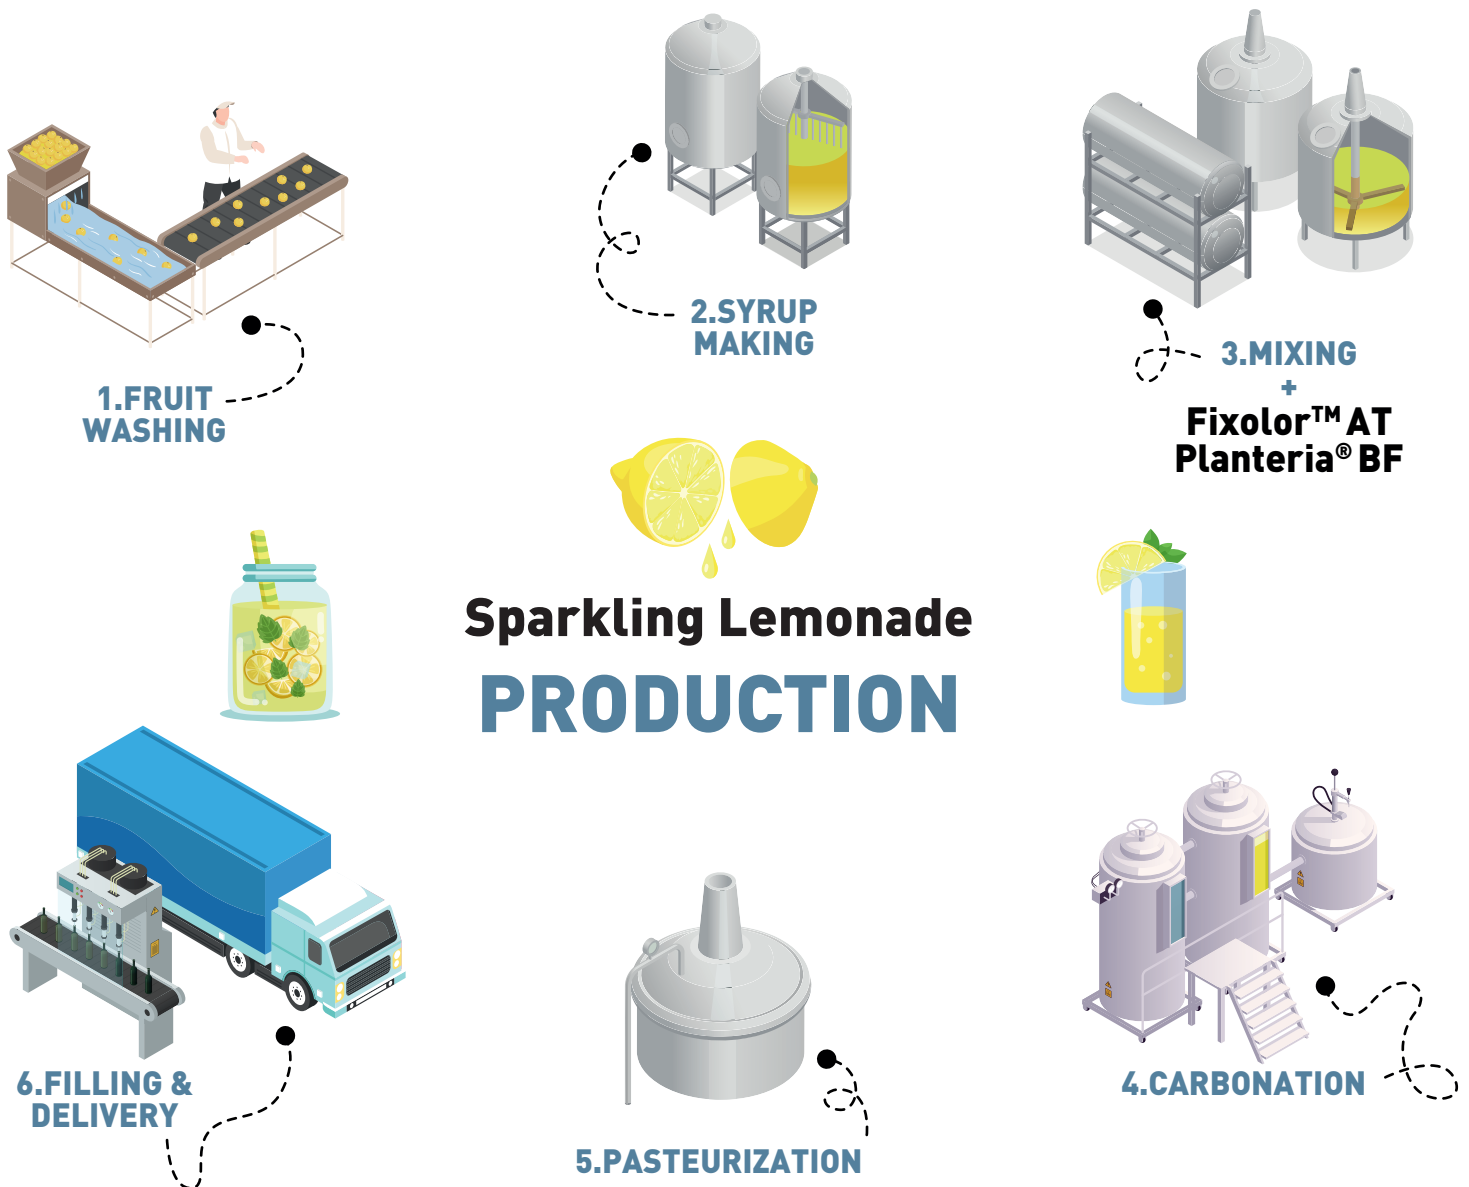 1.FRUIT
WASHING
2.SYRUP
MAKING
3.MIXING
+
Fixolor™ AT
Planteria® BF
Sparkling Lemonade
PRODUCTION
4.CARBONATION
5.PASTEURIZATION
6.FILLING &
DELIVERY